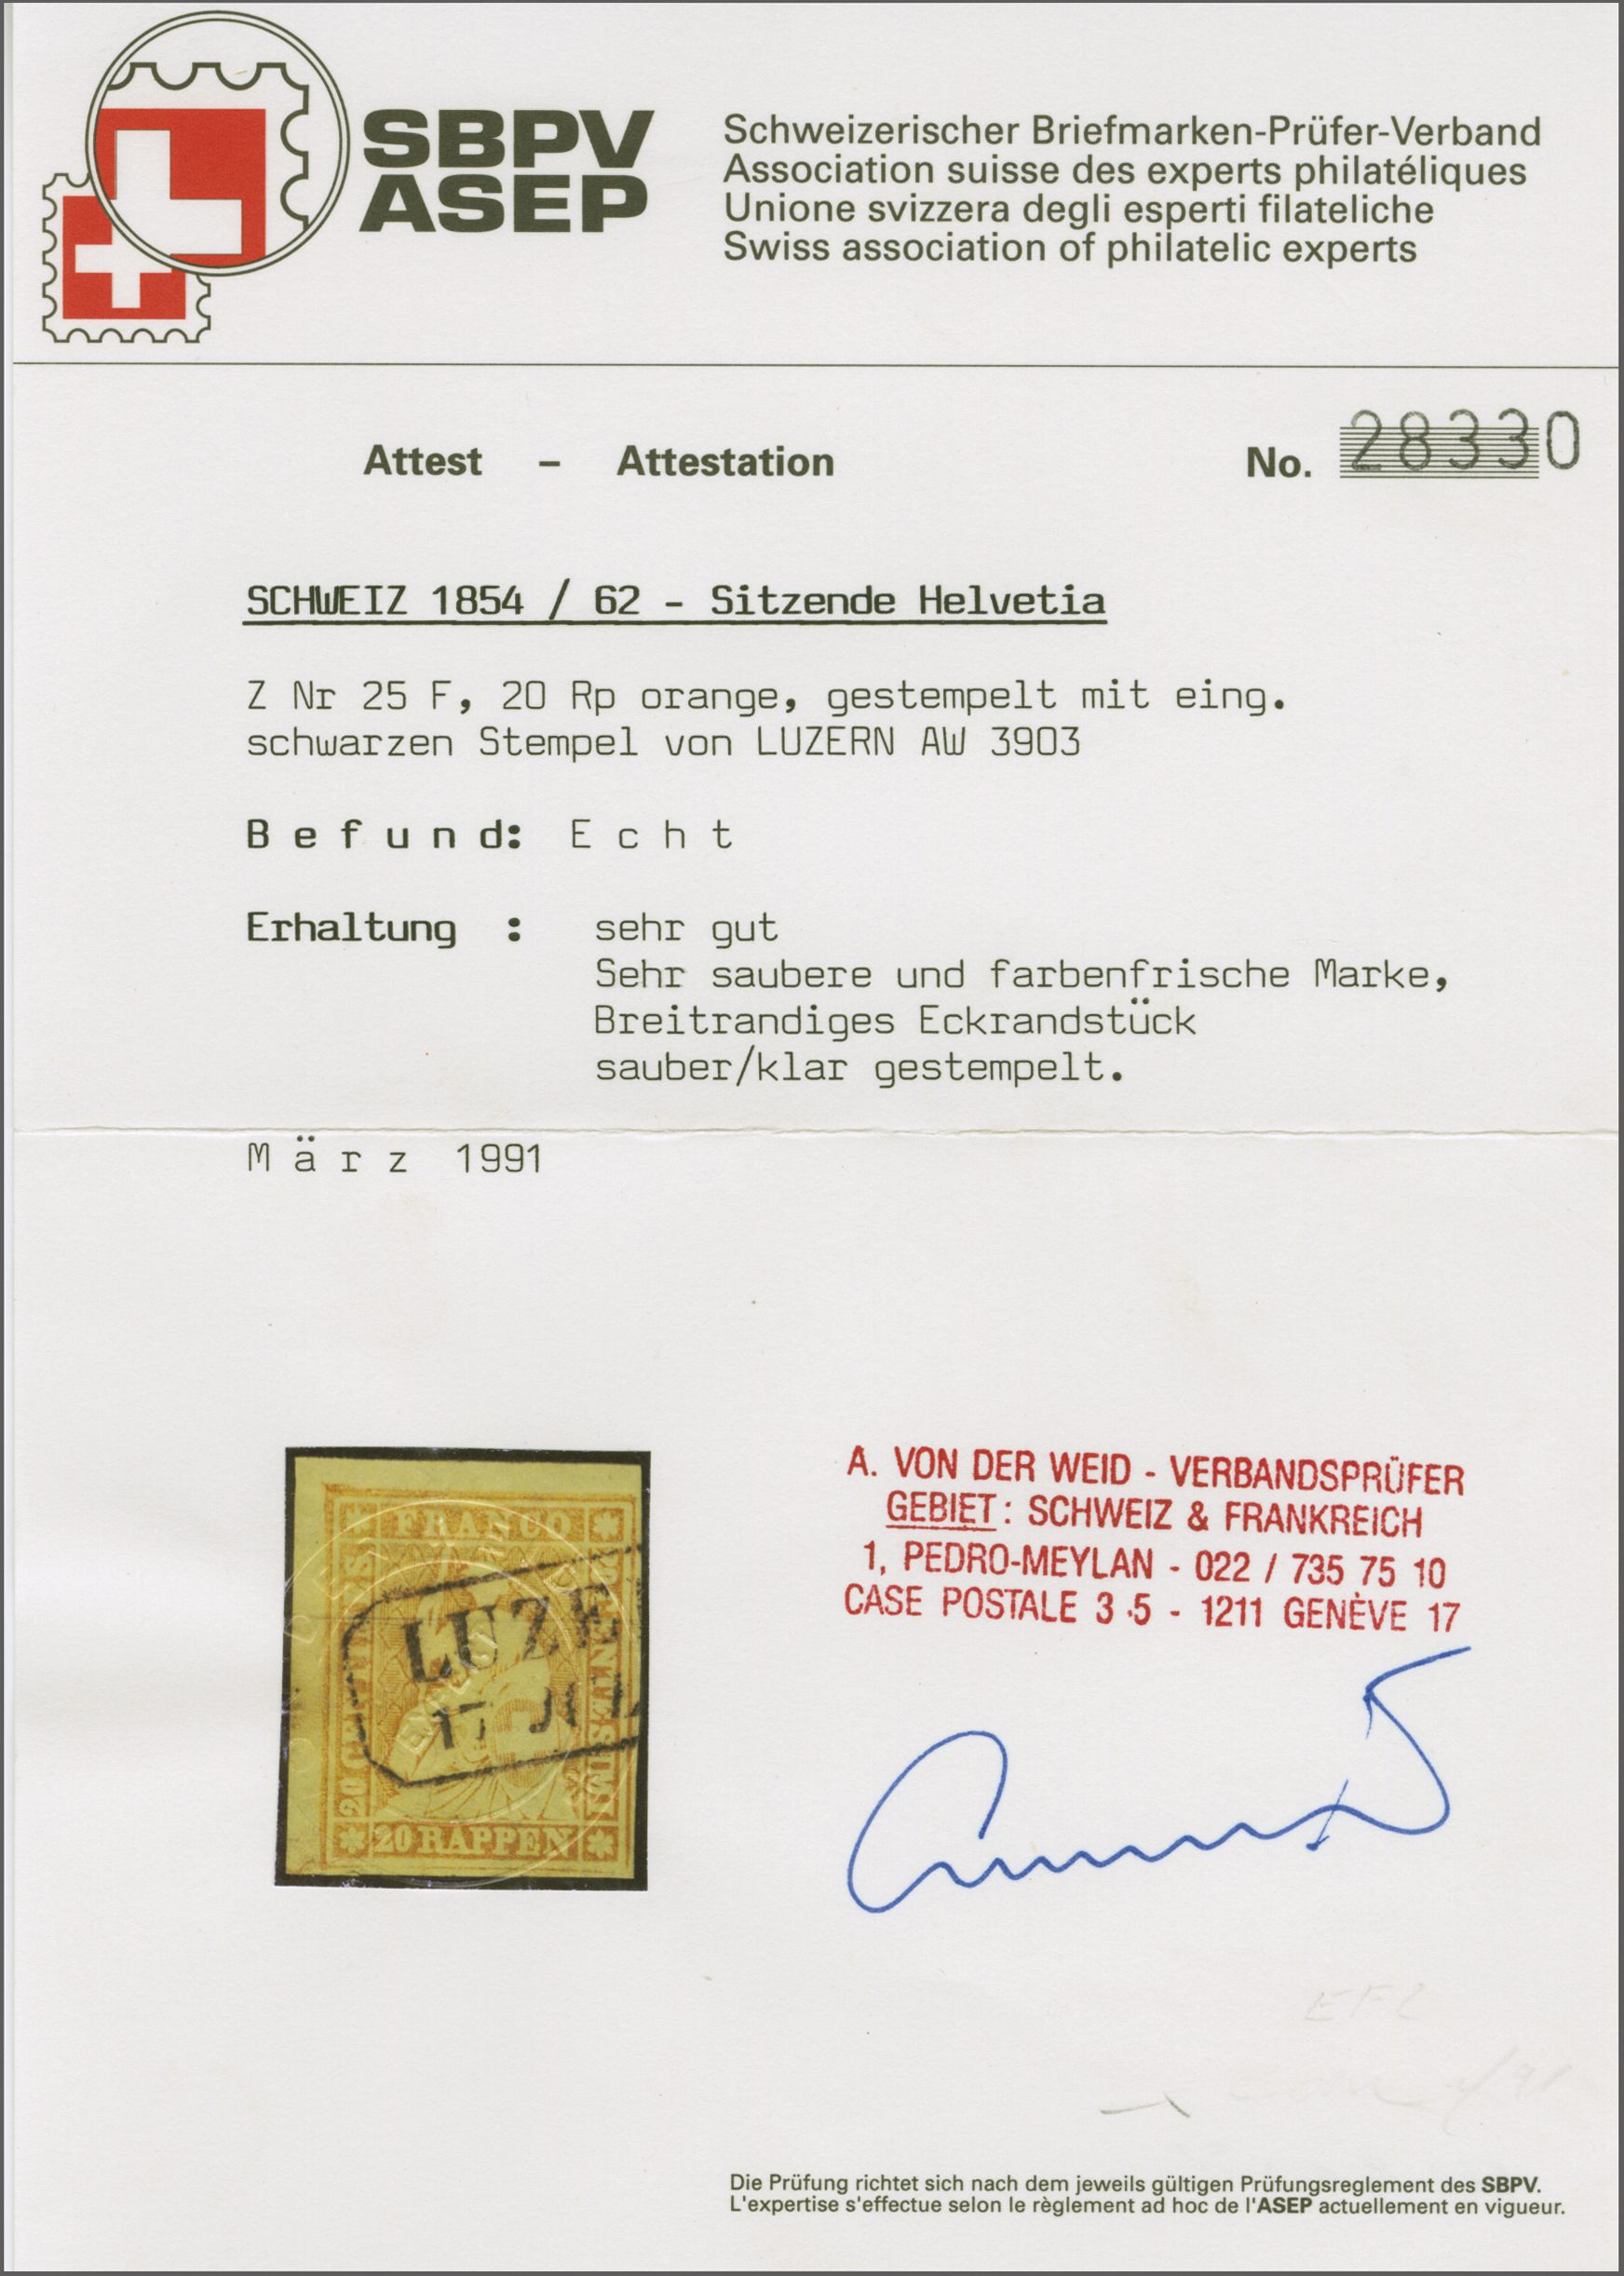 SBPV
ASEP
Schweizerischer Briefmarken-Prüfer-Verband
Association suisse des experts philatéliques
Unione svizzera degli esperti filateliche
Swiss association of philatelic experts
Attest – Attestation
No. 28330
SCHWEIZ 1854 / 62 - Sitzende Helvetia
Z Nr 25 F, 20 Rp orange, gestempelt mit eing.
schwarzen Stempel von LUZERN AW 3903
B e f u n d: E c h t
Erhaltung : sehr gut
Sehr saubere und farbenfrische Marke,
Breitrandiges Eckrandstück
sauber/klar gestempelt.
M ä r z 1991
FRANCO
LUZE
17 JUL
20 RAPPEN
A. VON DER WEID - VERBANDSPRÜFER
GEBIET: SCHWEIZ & FRANKREICH
1, PEDRO-MEYLAN - 022 / 735 75 10
CASE POSTALE 3 5 - 1211 GENÈVE 17
Die Prüfung richtet sich nach dem jeweils gültigen Prüfungsreglement des SBPV.
L'expertise s'effectue selon le règlement ad hoc de l'ASEP actuellement en vigueur.